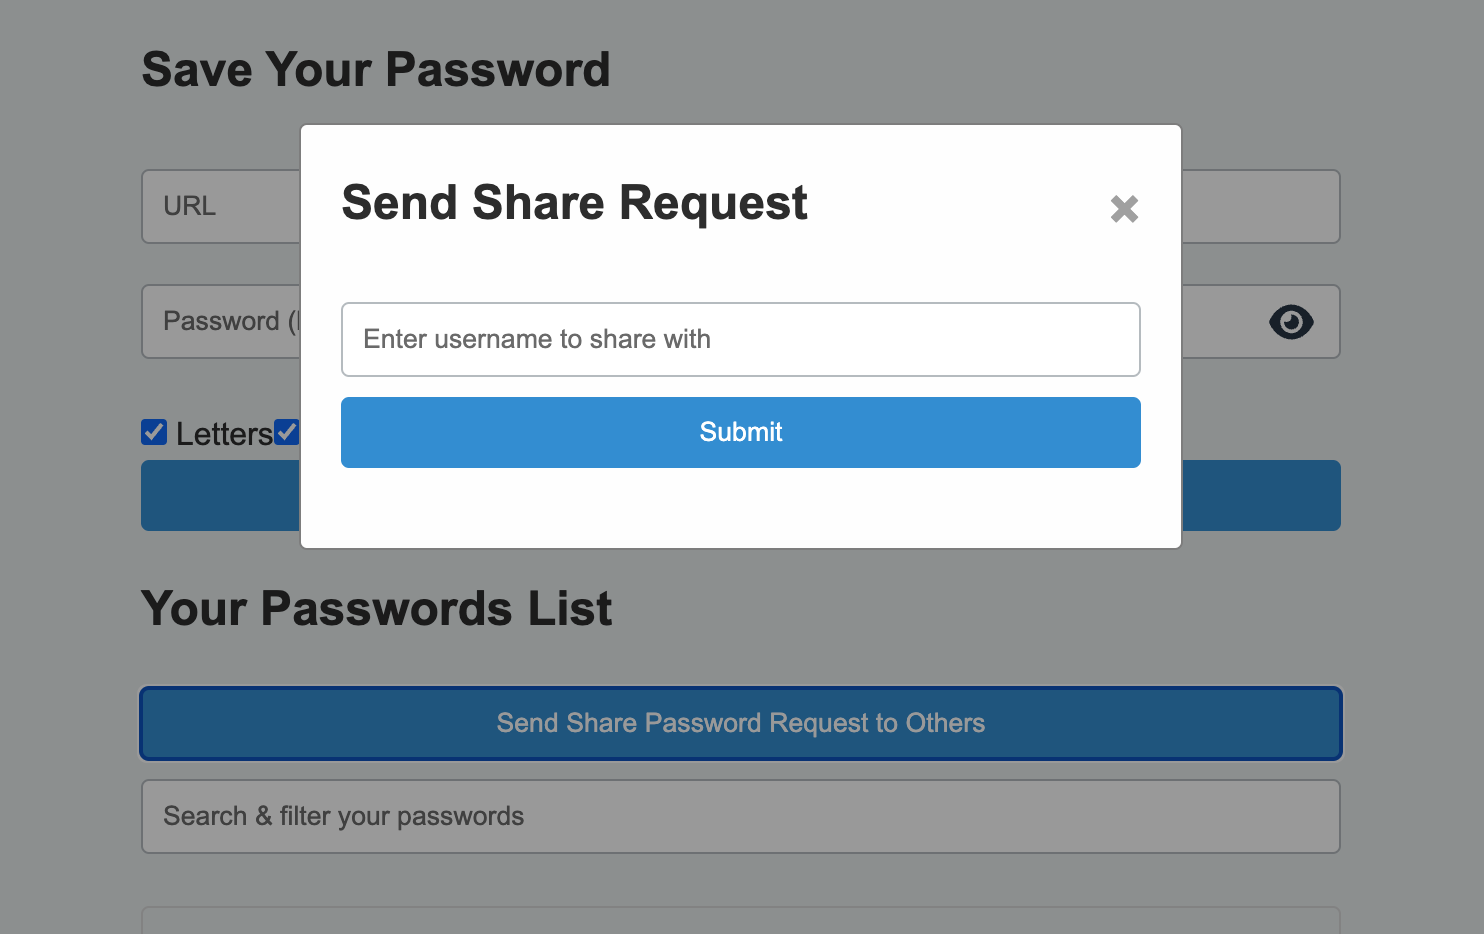 Save Your Password
Send Share Request
URL
Enter username to share with
Password
Submit
Letters
Your Passwords List
Send Share Password Request to Others
Search & filter your passwords